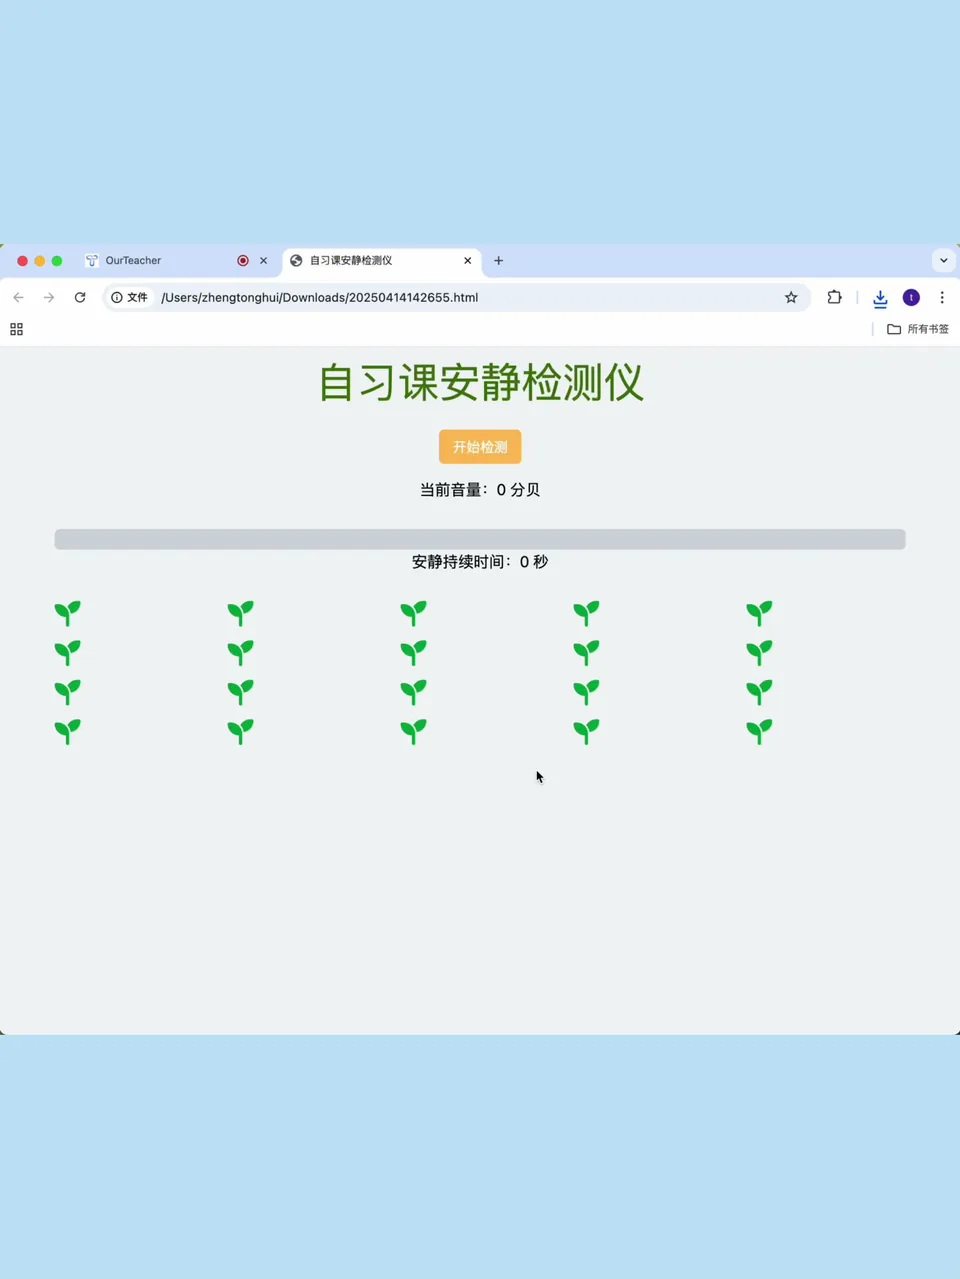 OurTeacher
自习课安静检测仪
文件
/Users/zhengtonghui/Downloads/20250414142655.html
t
所有书签
自习课安静检测仪
开始检测
当前音量：0 分贝
安静持续时间：0 秒